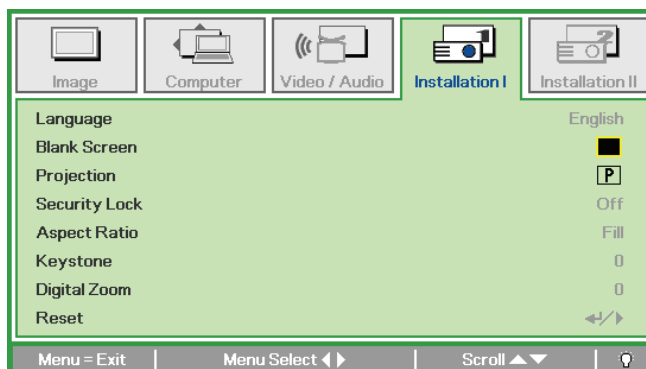 Image Computer Video / Audio Installation I Installation II
Language English
Blank Screen
Projection P
Security Lock Off
Aspect Ratio Fill
Keystone 0
Digital Zoom 0
Reset
Menu = Exit Menu Select Scroll